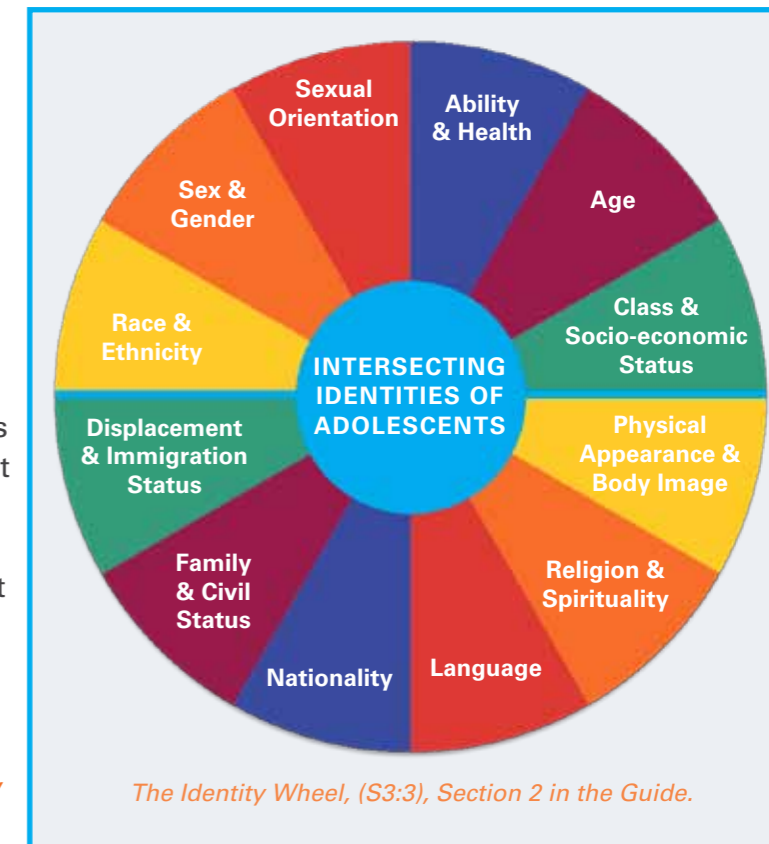 Sexual
Orientation
Ability
& Health
Age
Class &
Socio-economic
Status
Physical
Appearance &
Body Image
Religion &
Spirituality
Language
Nationality
Family
& Civil
Status
Displacement
& Immigration
Status
Race &
Ethnicity
Sex &
Gender
INTERSECTING
IDENTITIES OF
ADOLESCENTS
The Identity Wheel, (S3:3), Section 2 in the Guide.